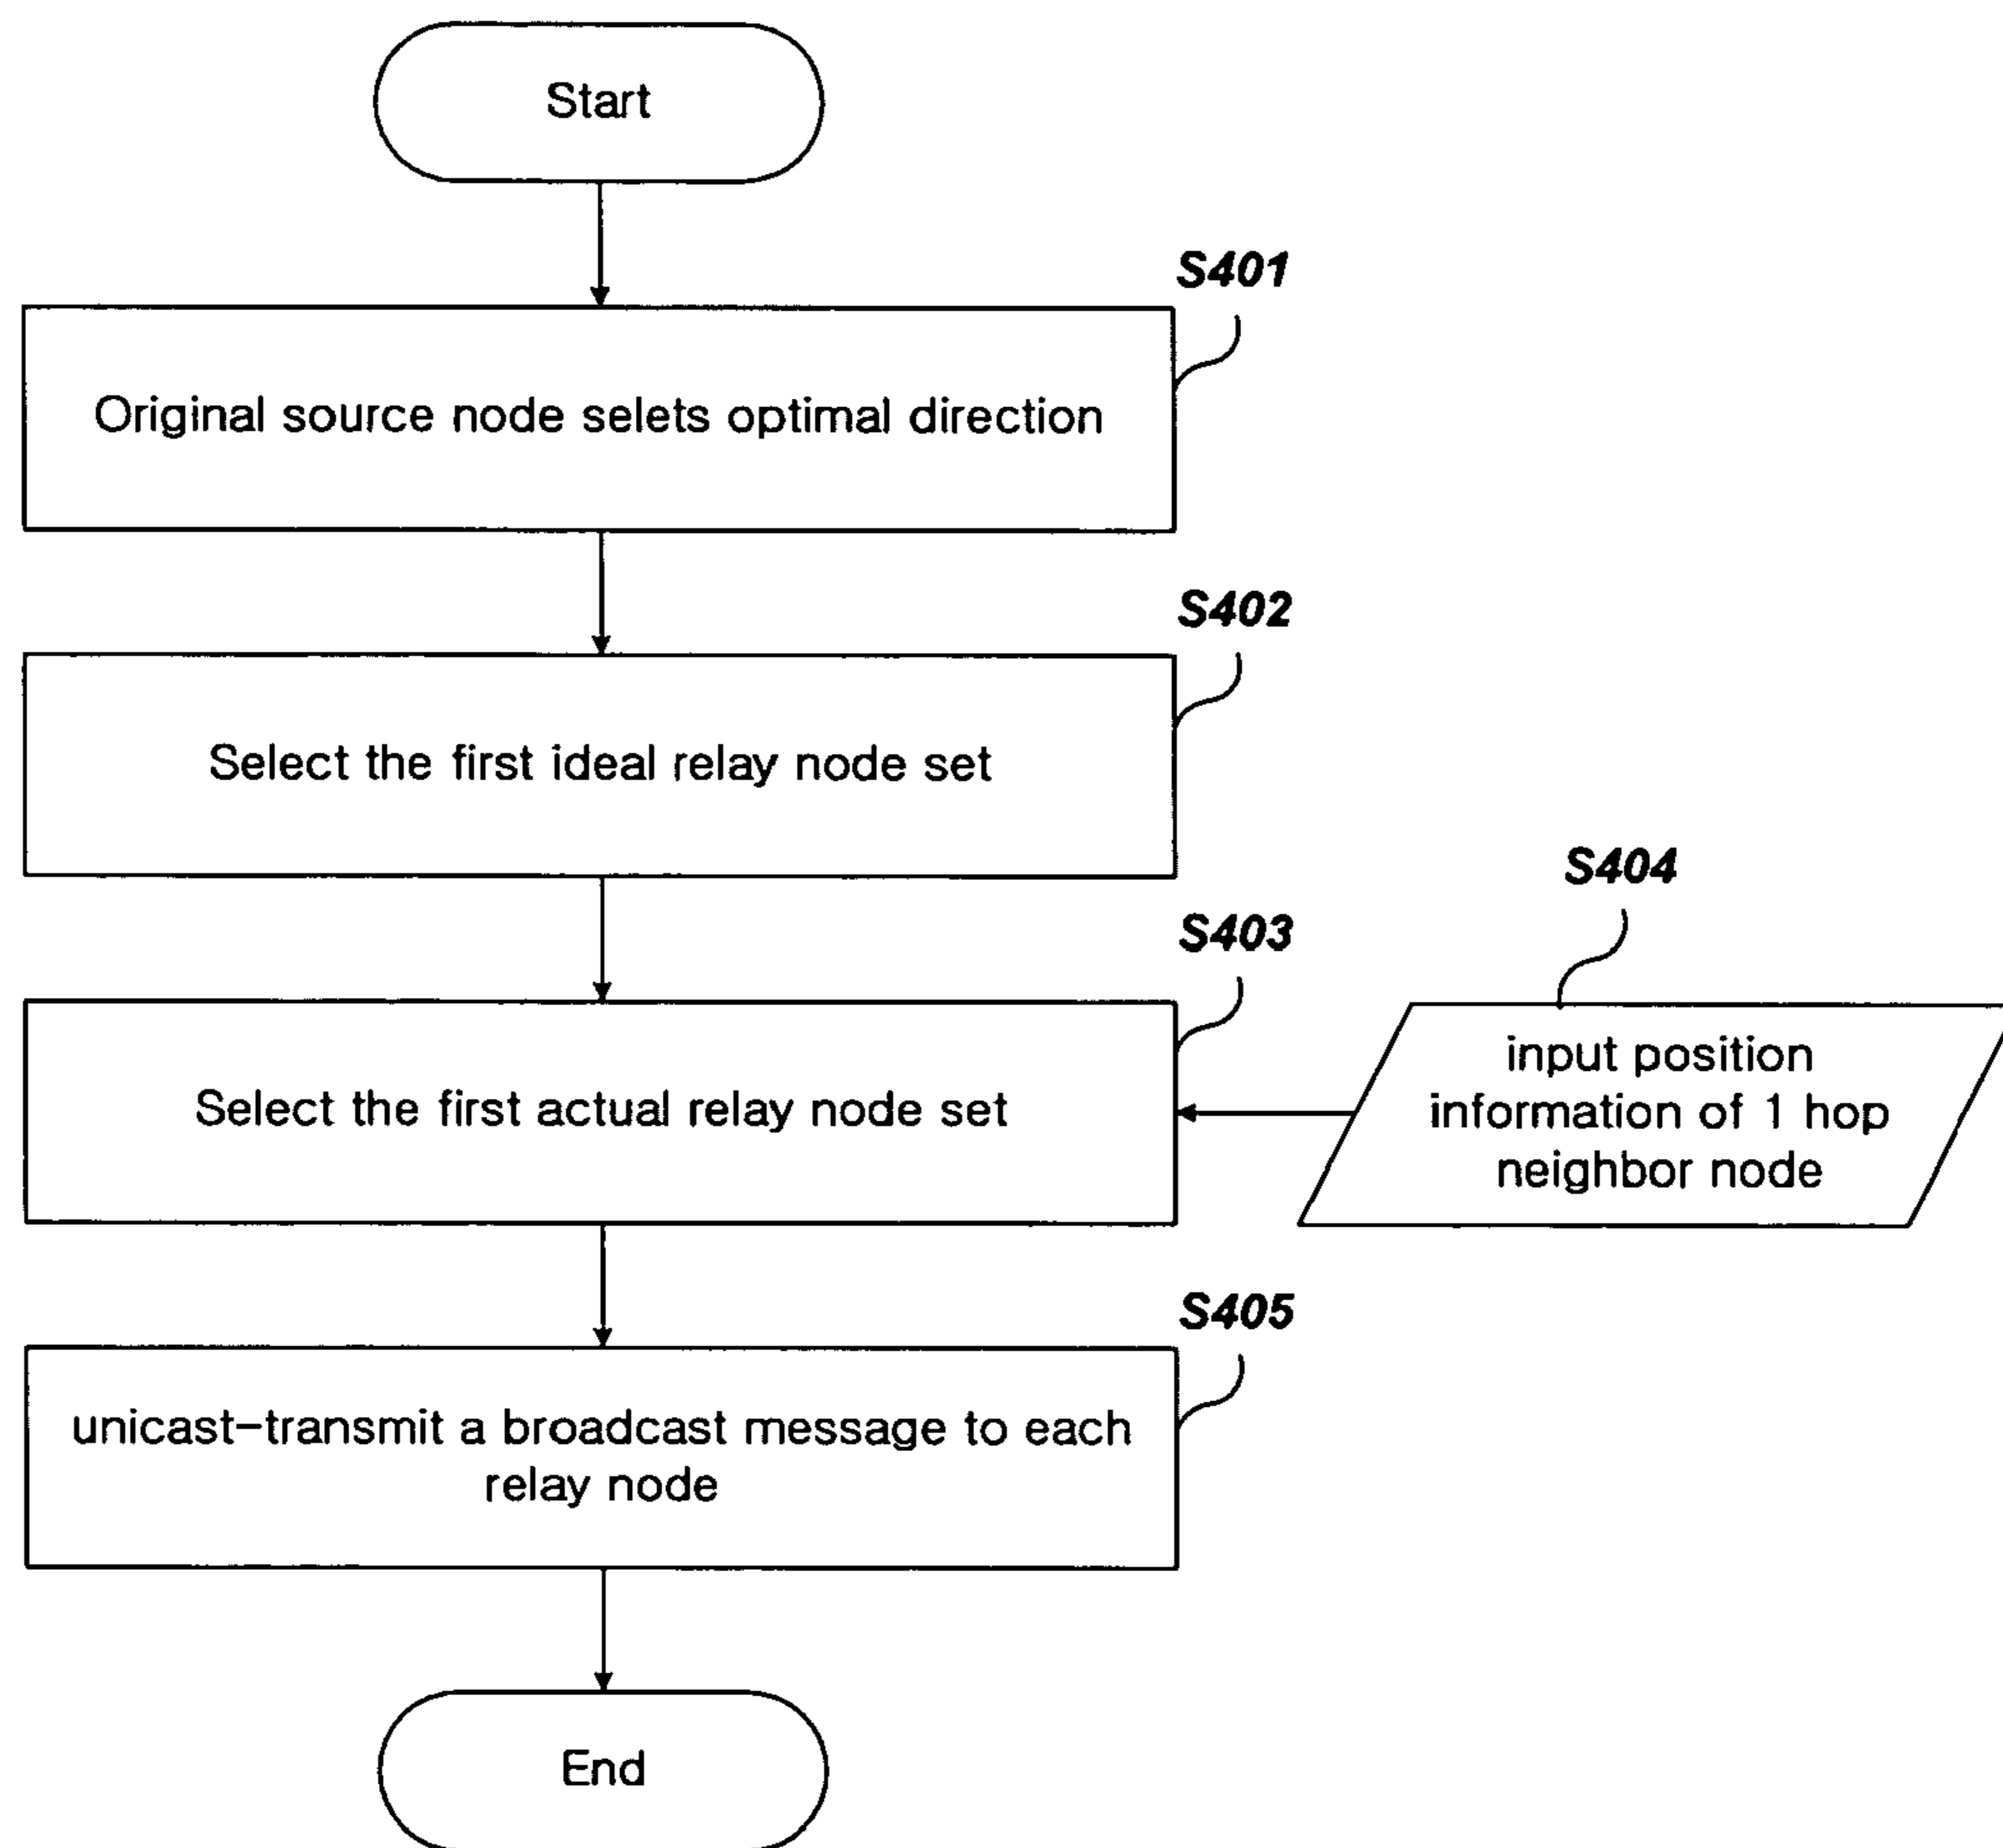 Start
S401
Original source node selets optimal direction
S402
Select the first ideal relay node set
S404
S403
Select the first actual relay node set
input position
information of 1 hop
neighbor node
S405
unicast-transmit a broadcast message to each
relay node
End